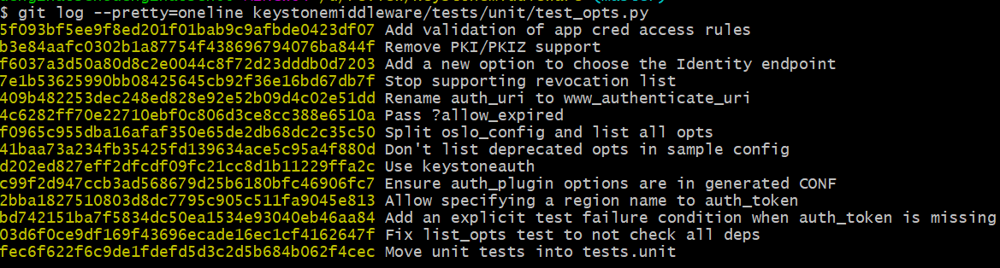 $ git log --pretty=oneline keystonemiddleware/tests/unit/test_opts.py
5f093bf5ee9f8ed201f01bab9c9afbde0423df07 Add validation of app cred access rules
b3e84aafc0302b1a87754f438696794076ba844f Remove PKI/PKIZ support
f6037a3d50a80d8c2e0044c8f72d23dddb0d7203 Add a new option to choose the Identity endpoint
7e1b53625990bb08425645cb92f36e16bd67db7f Stop supporting revocation list
409b482253dec248ed828e92e52b09d4c02e51dd Rename auth_uri to www_authenticate_uri
4c6282ff70e22710ebf0c806d3ce8cc388e6510a Pass ?allow_expired
f0965c955dba16afaf350e65de2db68dc2c35c50 Split oslo_config and list all opts
41baa73a234fb35425fd139634ace5c95a4f880d Don't list deprecated opts in sample config
d202ed827eff2dfcdf09fc21cc8d1b11229ffa2c Use keystoneauth
c99f2d947ccb3ad568679d25b6180bfc46906fc7 Ensure auth_plugin options are in generated CONF
2bba1827510803d8dc7795c905c511fa9045e813 Allow specifying a region name to auth_token
bd742151ba7f5834dc50ea1534e93040eb46aa84 Add an explicit test failure condition when auth_token is missing
03d6f0ce9df169f43696ecade16ec1cf4162647f Fix list_opts test to not check all deps
fec6f622f6c9de1fdefd5d3c2d5b684b062f4cec Move unit tests into tests.unit